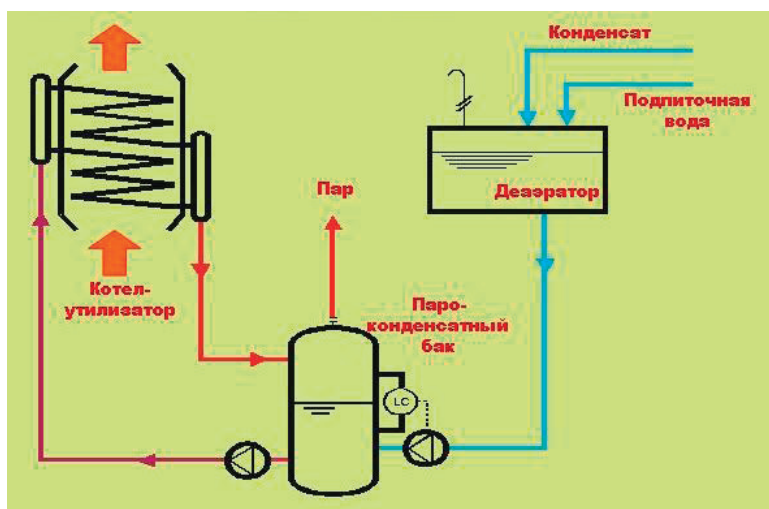 Конденсат
Подпиточная
вода
Деаэратор
Пар
Котел-
утилизатор
Паро-
конденсатный
бак
LC